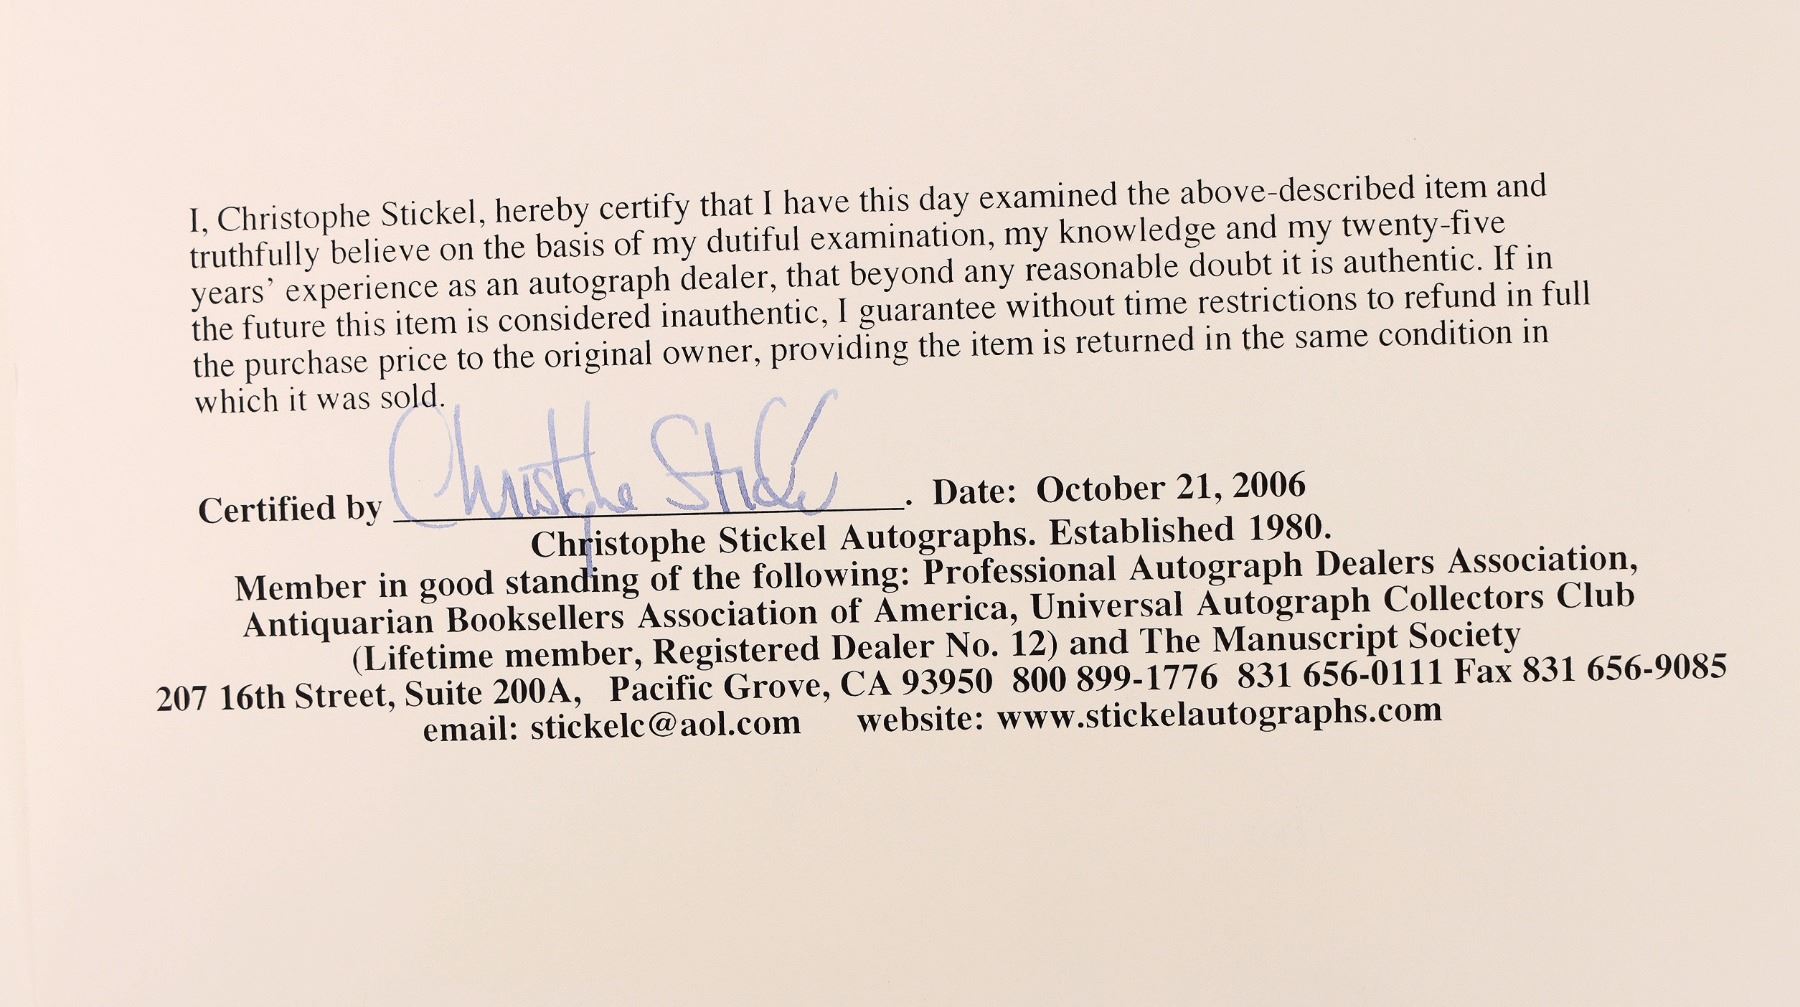 I, Christophe Stickel, hereby certify that I have this day examined the above-described item and
truthfully believe on the basis of my dutiful examination, my knowledge and my twenty-five
years’ experience as an autograph dealer, that beyond any reasonable doubt it is authentic. If in
the future this item is considered inauthentic, I guarantee without time restrictions to refund in full
the purchase price to the original owner, providing the item is returned in the same condition in
which it was sold.
Certified by Christophe Stickel. Date: October 21, 2006
Christophe Stickel Autographs. Established 1980.
Member in good standing of the following: Professional Autograph Dealers Association,
Antiquarian Booksellers Association of America, Universal Autograph Collectors Club
(Lifetime member, Registered Dealer No. 12) and The Manuscript Society
207 16th Street, Suite 200A, Pacific Grove, CA 93950 800 899-1776 831 656-0111 Fax 831 656-9085
email: stickelc@aol.com website: www.stickelautographs.com